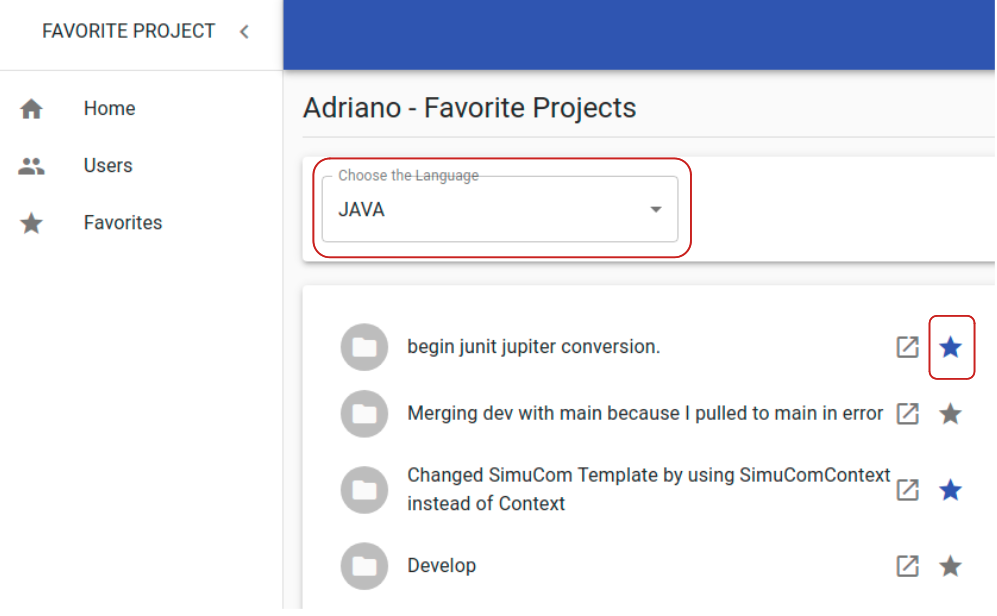 FAVORITE PROJECT
Home
Users
Favorites
Adriano - Favorite Projects
Choose the Language
JAVA
begin junit jupiter conversion.
Merging dev with main because I pulled to main in error
Changed SimuCom Template by using SimuComContext
instead of Context
Develop